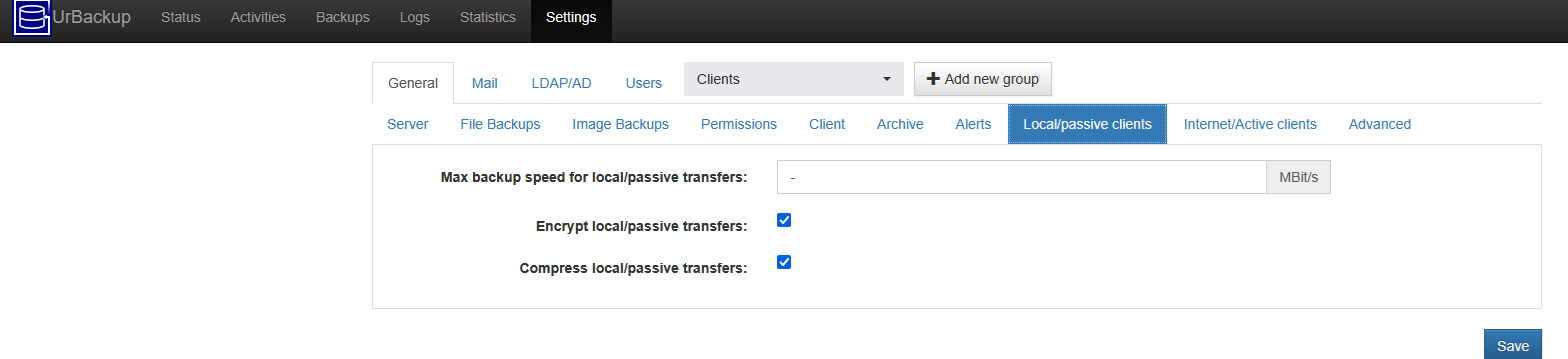 UrBackup Status Activities Backups Logs Statistics Settings
General Mail LDAP/AD Users Clients Add new group
Server File Backups Image Backups Permissions Client Archive Alerts Local/passive clients Internet/Active clients Advanced
Max backup speed for local/passive transfers: - MBit/s
Encrypt local/passive transfers:
Compress local/passive transfers:
Save